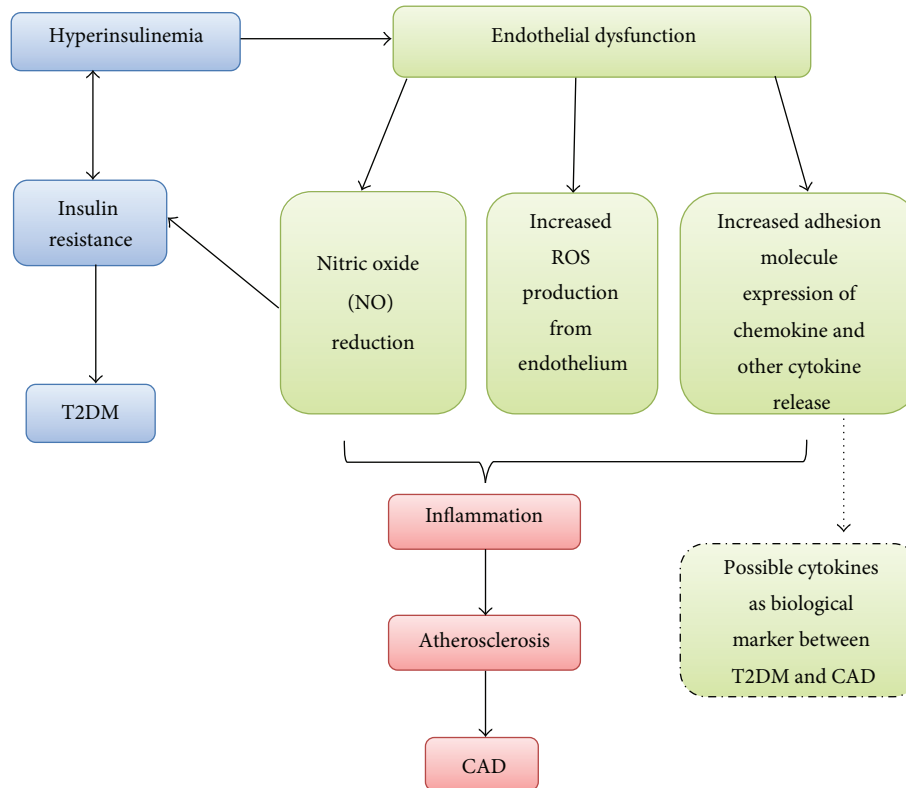 Hyperinsulinemia
Endothelial dysfunction
Insulin
resistance
T2DM
Nitric oxide
(NO)
reduction
Increased
ROS
production
from
endothelium
Increased adhesion
molecule
expression of
chemokine and
other cytokine
release
Inflammation
Atherosclerosis
CAD
Possible cytokines
as biological
marker between
T2DM and CAD